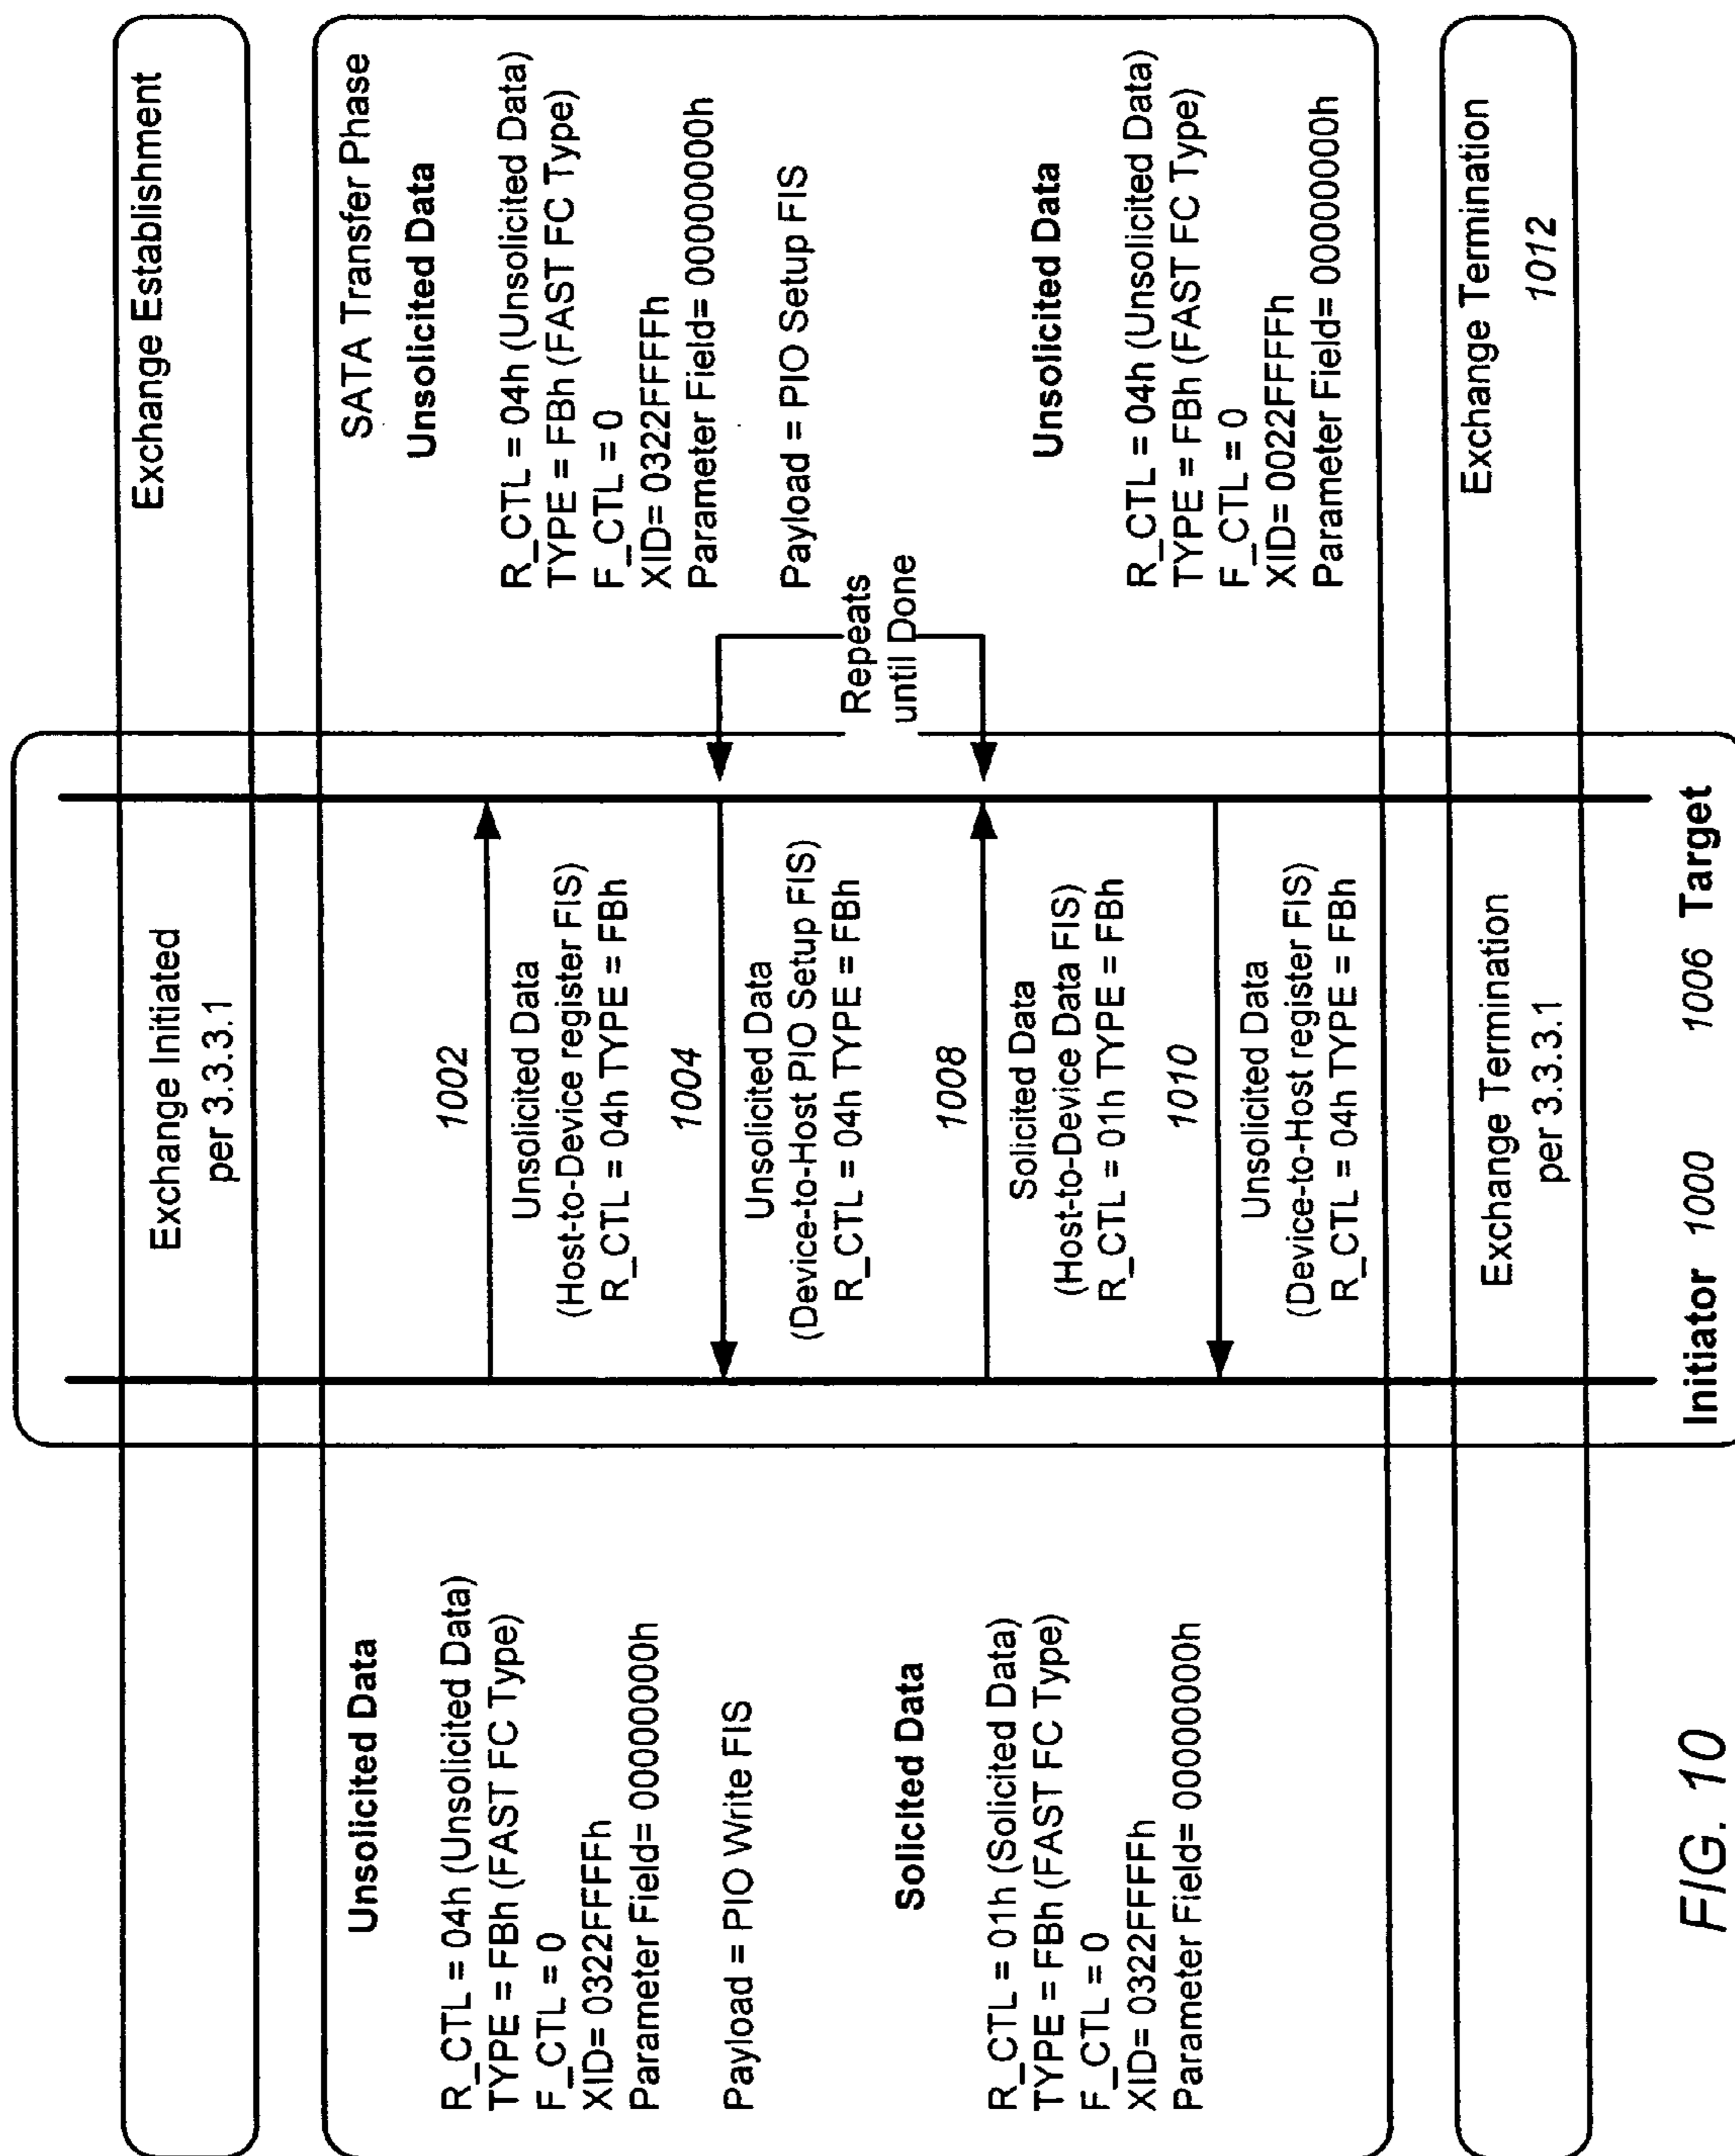 Exchange Establishment
Exchange Initiated
per 3.3.3.1
SATA Transfer Phase
Unsolicited Data
R_CTL = 04h (Unsolicited Data)
TYPE = FBh (FAST FC Type)
F_CTL = 0
XID= 0322FFFFh
Parameter Field= 00000000h
Payload = PIO Write FIS
Solicited Data
R_CTL = 01h (Solicited Data)
TYPE = FBh (FAST FC Type)
F_CTL = 0
XID= 0322FFFFh
Parameter Field= 00000000h
1002
Unsolicited Data
(Host-to-Device register FIS)
R_CTL = 04h TYPE = FBh
1004
Unsolicited Data
(Device-to-Host PIO Setup FIS)
R_CTL = 04h TYPE = FBh
1008
Solicited Data
(Host-to-Device Data FIS)
R_CTL = 01h TYPE = FBh
1010
Unsolicited Data
(Device-to-Host register FIS)
R_CTL = 04h TYPE = FBh
Repeats
until Done
Unsolicited Data
R_CTL = 04h (Unsolicited Data)
TYPE = FBh (FAST FC Type)
F_CTL = 0
XID= 0322FFFFh
Parameter Field= 00000000h
Payload = PIO Setup FIS
Unsolicited Data
R_CTL = 04h (Unsolicited Data)
TYPE = FBh (FAST FC Type)
F_CTL = 0
XID= 0022FFFFh
Parameter Field= 00000000h
Exchange Termination
per 3.3.3.1
Exchange Termination
1012
Initiator 1000
1006 Target
FIG. 10